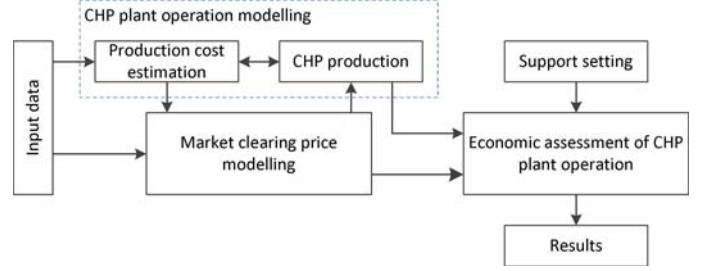 CHP plant operation modelling
Input data
Production cost
estimation
CHP production
Support setting
Market clearing price
modelling
Economic assessment of CHP
plant operation
Results